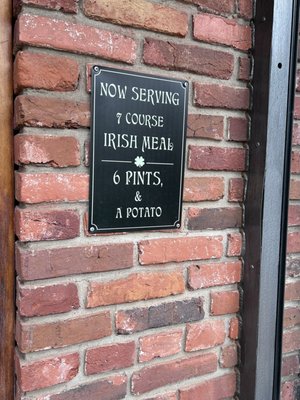 NOW SERVING
7 COURSE
IRISH MEAL
6 PINTS,
&
A POTATO